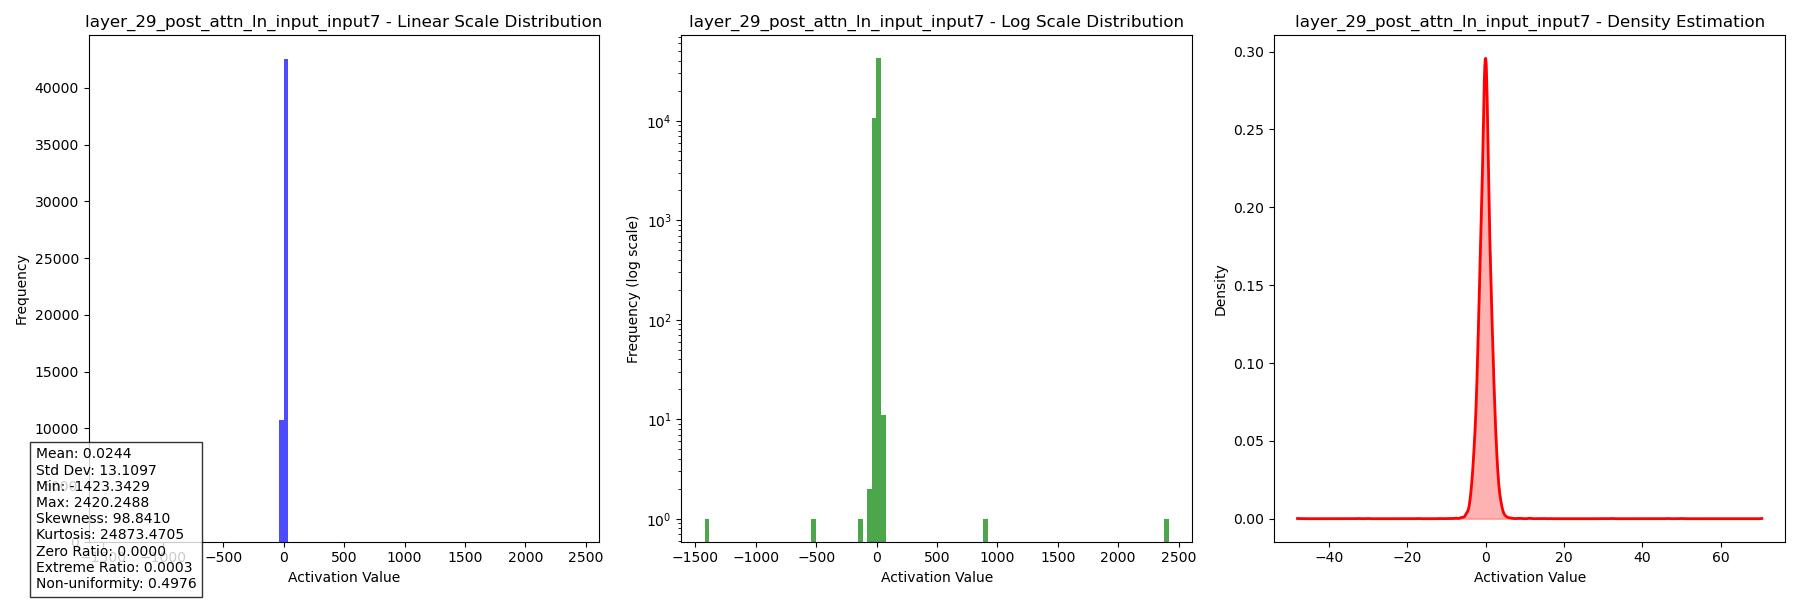 layer_29_post_attn_ln_input_input7 - Linear Scale Distribution
Frequency
40000
35000
30000
25000
20000
15000
10000
Mean: 0.0244
Std Dev: 13.1097
Min: -1423.3429
Max: 2420.2488
Skewness: 98.8410
Kurtosis: 24873.4705
Zero Ratio: 0.0000
Extreme Ratio: 0.0003
Non-uniformity: 0.4976
−500
0
500
1000
1500
2000
2500
Activation Value
layer_29_post_attn_ln_input_input7 - Log Scale Distribution
Frequency (log scale)
10^4
10^3
10^2
10^1
10^0
−1500
−1000
−500
0
500
1000
1500
2000
2500
Activation Value
layer_29_post_attn_ln_input_input7 - Density Estimation
Density
0.30
0.25
0.20
0.15
0.10
0.05
0.00
−40
−20
0
20
40
60
Activation Value